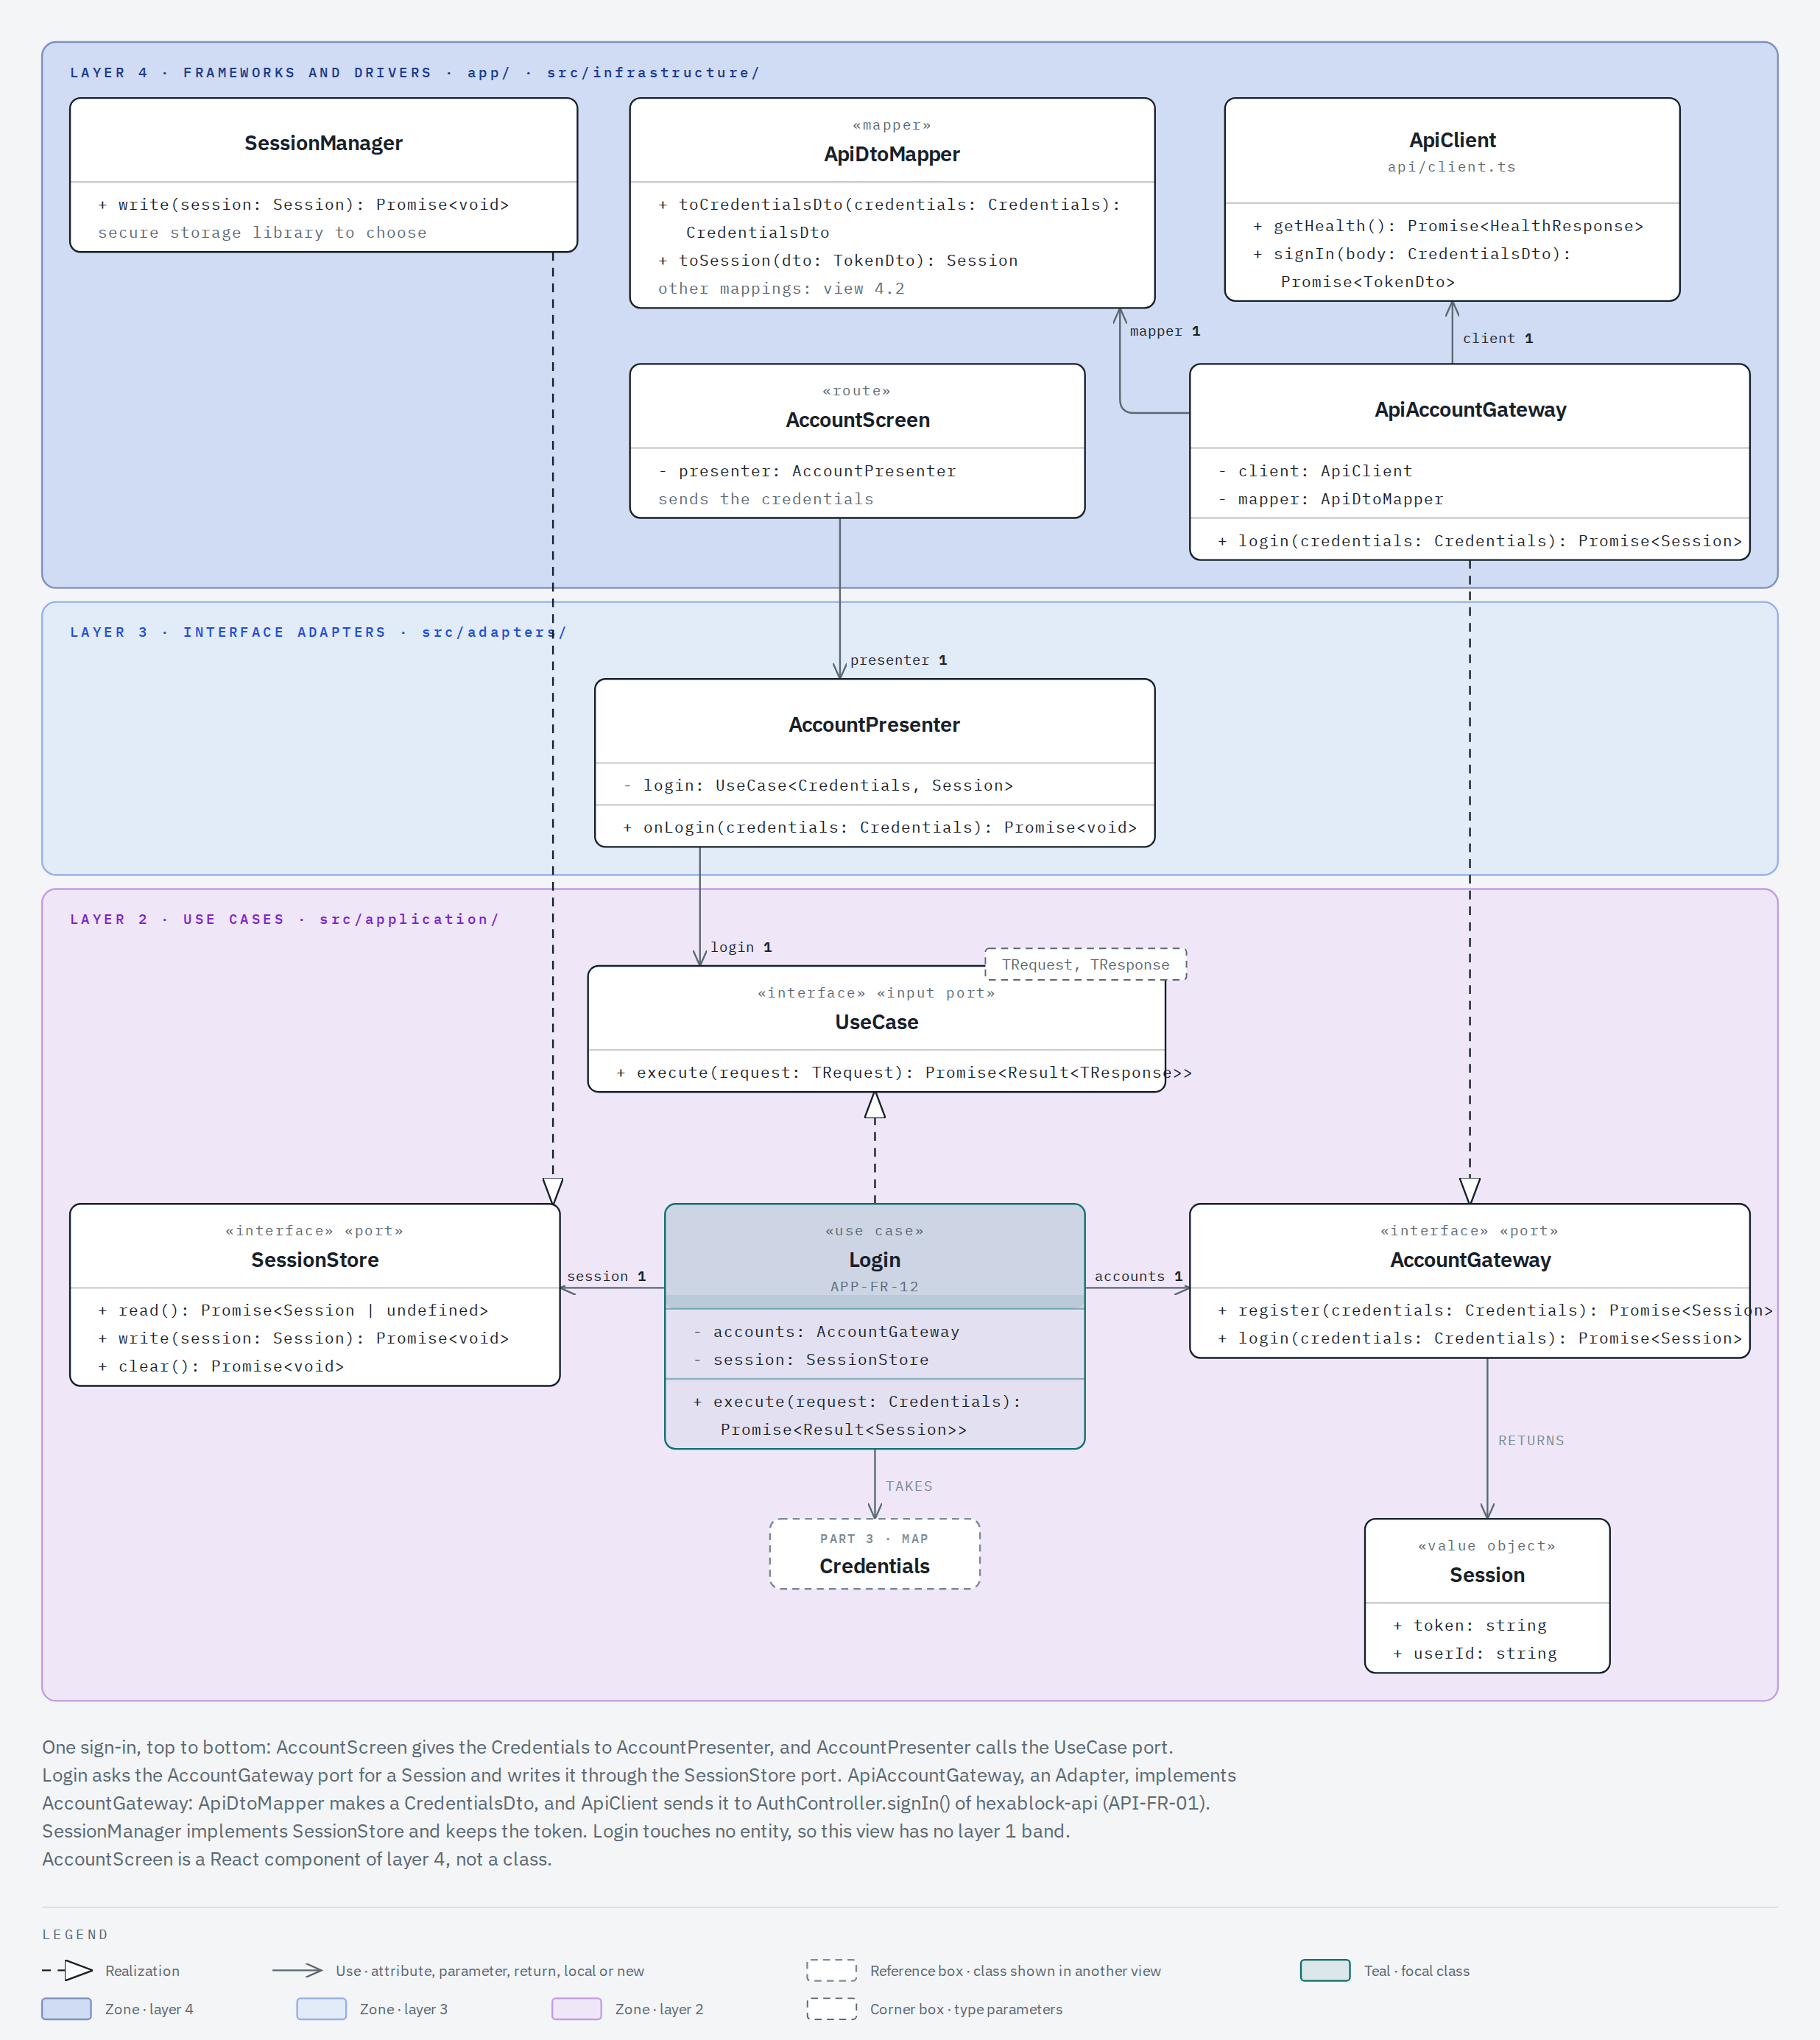 LAYER 4 · FRAMEWORKS AND DRIVERS · app/ · src/infrastructure/
SessionManager
+ write(session: Session): Promise<void>
secure storage library to choose
«mapper»
ApiDtoMapper
+ toCredentialsDto(credentials: Credentials):
CredentialsDto
+ toSession(dto: TokenDto): Session
other mappings: view 4.2
ApiClient
api/client.ts
+ getHealth(): Promise<HealthResponse>
+ signIn(body: CredentialsDto):
Promise<TokenDto>
mapper 1
client 1
«route»
AccountScreen
- presenter: AccountPresenter
sends the credentials
ApiAccountGateway
- client: ApiClient
- mapper: ApiDtoMapper
+ login(credentials: Credentials): Promise<Session>
LAYER 3 · INTERFACE ADAPTERS · src/adapters/
presenter 1
AccountPresenter
- login: UseCase<Credentials, Session>
+ onLogin(credentials: Credentials): Promise<void>
LAYER 2 · USE CASES · src/application/
login 1
TRequest, TResponse
«interface» «input port»
UseCase
+ execute(request: TRequest): Promise<Result<TResponse>>
«interface» «port»
SessionStore
+ read(): Promise<Session | undefined>
+ write(session: Session): Promise<void>
+ clear(): Promise<void>
session 1
«use case»
Login
APP-FR-12
- accounts: AccountGateway
- session: SessionStore
+ execute(request: Credentials):
Promise<Result<Session>>
accounts 1
«interface» «port»
AccountGateway
+ register(credentials: Credentials): Promise<Session>
+ login(credentials: Credentials): Promise<Session>
TAKES
RETURNS
PART 3 · MAP
Credentials
«value object»
Session
+ token: string
+ userId: string
One sign-in, top to bottom: AccountScreen gives the Credentials to AccountPresenter, and AccountPresenter calls the UseCase port.
Login asks the AccountGateway port for a Session and writes it through the SessionStore port. ApiAccountGateway, an Adapter, implements
AccountGateway: ApiDtoMapper makes a CredentialsDto, and ApiClient sends it to AuthController.signIn() of hexablock-api (API-FR-01).
SessionManager implements SessionStore and keeps the token. Login touches no entity, so this view has no layer 1 band.
AccountScreen is a React component of layer 4, not a class.
LEGEND
Realization
Use · attribute, parameter, return, local or new
Reference box · class shown in another view
Teal · focal class
Zone · layer 4
Zone · layer 3
Zone · layer 2
Corner box · type parameters